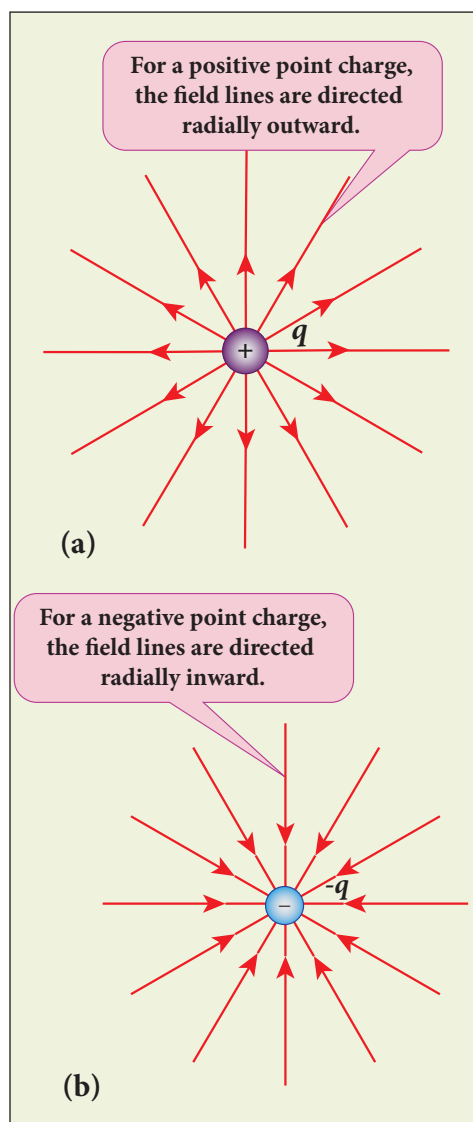 For a positive point charge,
the field lines are directed
radially outward.
q
+
(a)
For a negative point charge,
the field lines are directed
radially inward.
-q
−
(b)